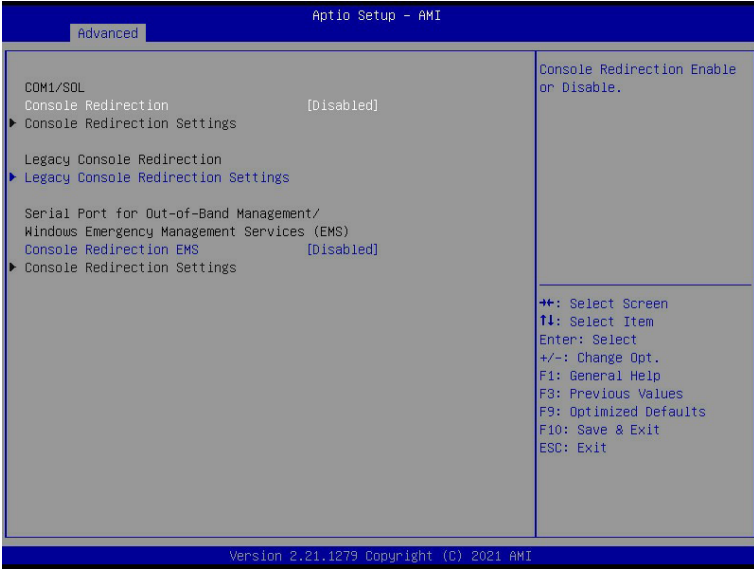 Aptio Setup – AMI
Advanced
COM1/SOL
Console Redirection [Disabled]
▶ Console Redirection Settings
Legacy Console Redirection
▶ Legacy Console Redirection Settings
Serial Port for Out-of-Band Management/
Windows Emergency Management Services (EMS)
Console Redirection EMS [Disabled]
▶ Console Redirection Settings
Console Redirection Enable
or Disable.
→←: Select Screen
↑↓: Select Item
Enter: Select
+/-: Change Opt.
F1: General Help
F3: Previous Values
F9: Optimized Defaults
F10: Save & Exit
ESC: Exit
Version 2.21.1279 Copyright (C) 2021 AMI